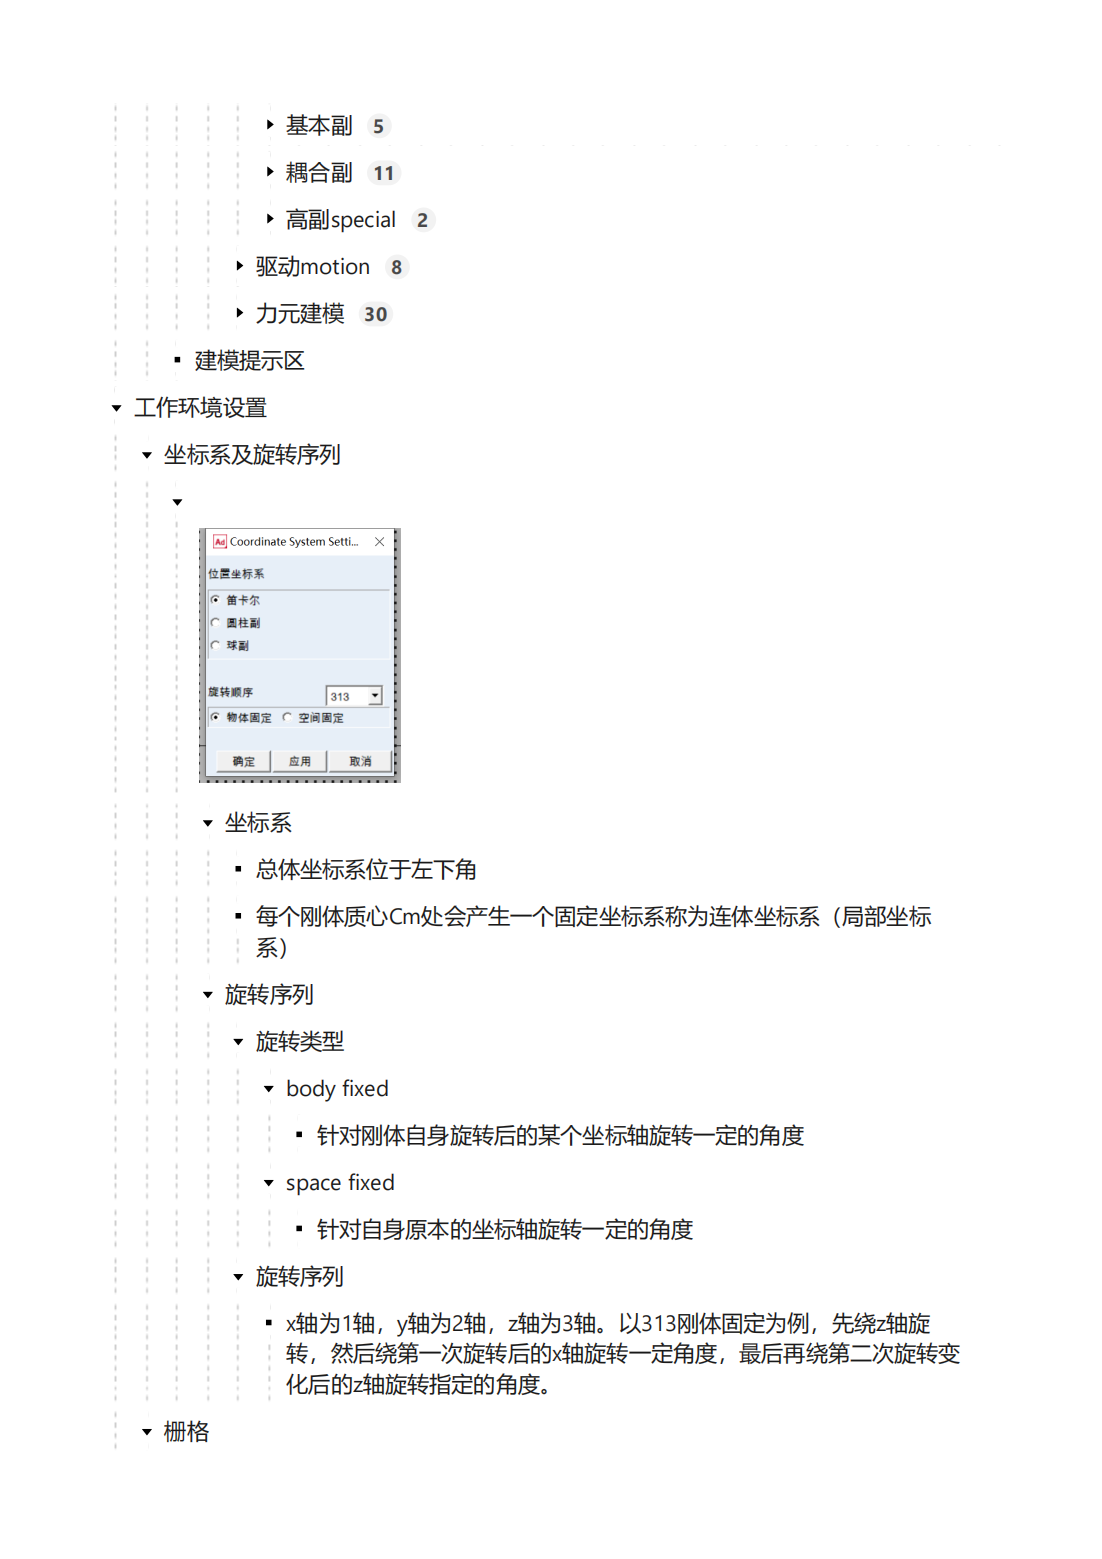 基本副 5
耦合副 11
高副special 2
驱动motion 8
力元建模 30
建模提示区
工作环境设置
坐标系及旋转序列
Ad Coordinate System Setti...
位置坐标系
笛卡尔
圆柱副
球副
旋转顺序 313
物体固定 空间固定
确定 应用 取消
坐标系
总体坐标系位于左下角
每个刚体质心Cm处会产生一个固定坐标系称为连体坐标系（局部坐标
系）
旋转序列
旋转类型
body fixed
针对刚体自身旋转后的某个坐标轴旋转一定的角度
space fixed
针对自身原本的坐标轴旋转一定的角度
旋转序列
x轴为1轴，y轴为2轴，z轴为3轴。以313刚体固定为例，先绕z轴旋
转，然后绕第一次旋转后的x轴旋转一定角度，最后再绕第二次旋转变
化后的z轴旋转指定的角度。
栅格